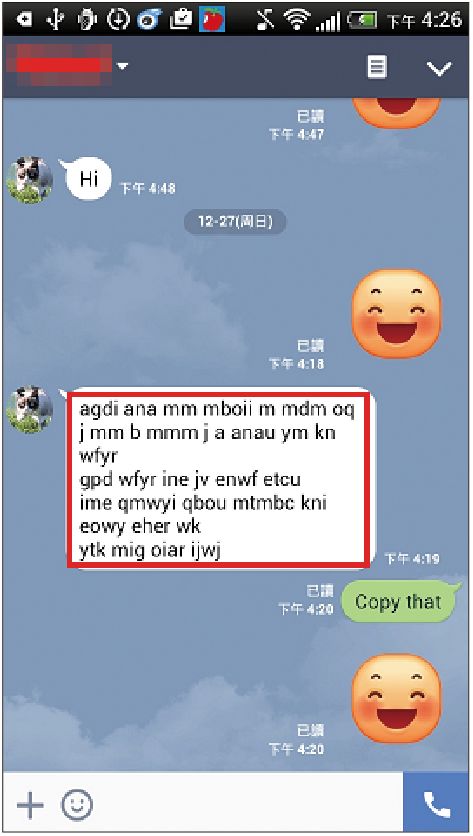 下午 4:26
已讀
下午 4:47
Hi
下午 4:48
12-27(周日)
已讀
下午 4:18
agdi ana mm mboii m mdm oq
j mm b mmm j a anau ym kn
wfyr
gpd wfyr ine jv enwf etcu
ime qmwyi qbou mtmbc kni
eowy eher wk
ytk mig oiar ijwj
下午 4:19
已讀
下午 4:20
Copy that
已讀
下午 4:20